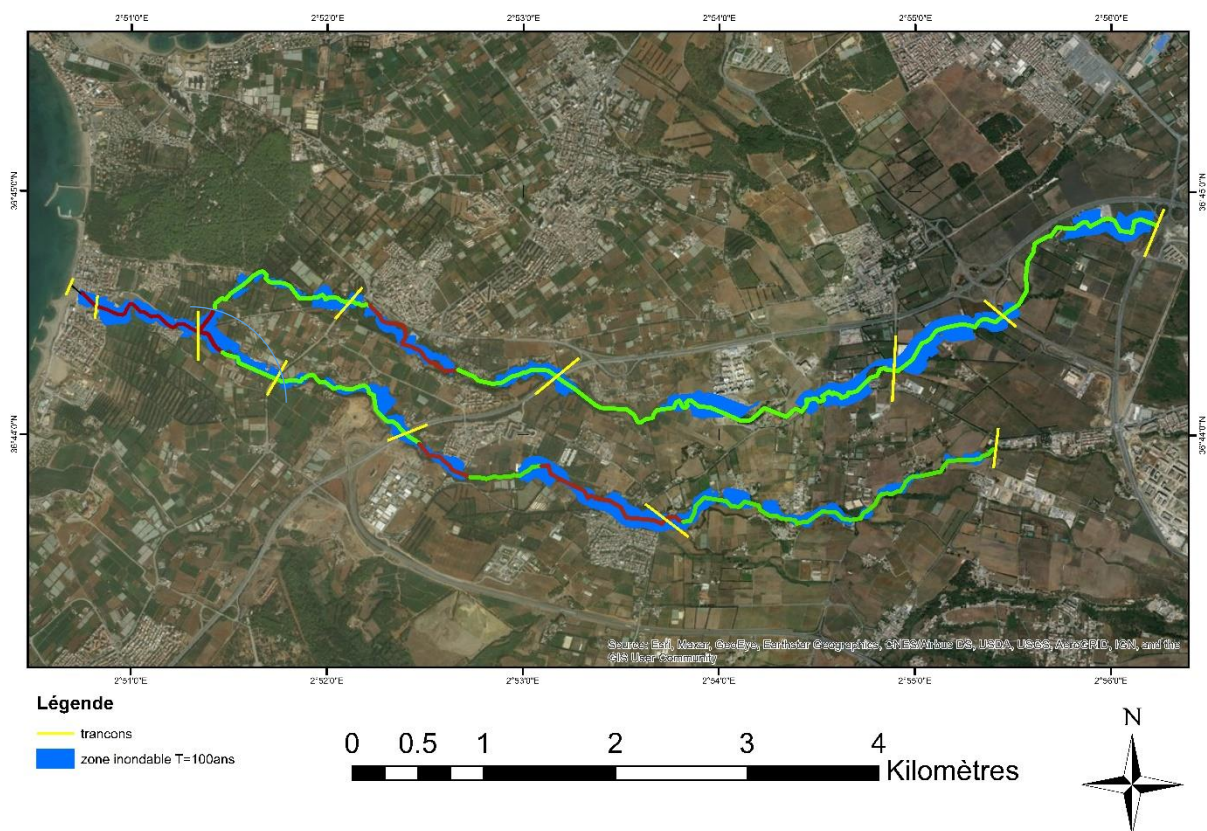 2°51'0"E 2°52'0"E 2°53'0"E 2°54'0"E 2°55'0"E 2°56'0"E
36°45'0"N 36°45'0"N
36°44'0"N 36°44'0"N
Source: Esri, Maxar, GeoEye, Earthstar Geographics, CNES/Airbus DS, USDA, USGS, AeroGRID, IGN, and the
GIS User Community
2°51'0"E 2°52'0"E 2°53'0"E 2°54'0"E 2°55'0"E 2°56'0"E
Légende
trancons
zone inondable T=100ans
0 0.5 1 2 3 4
Kilomètres
N